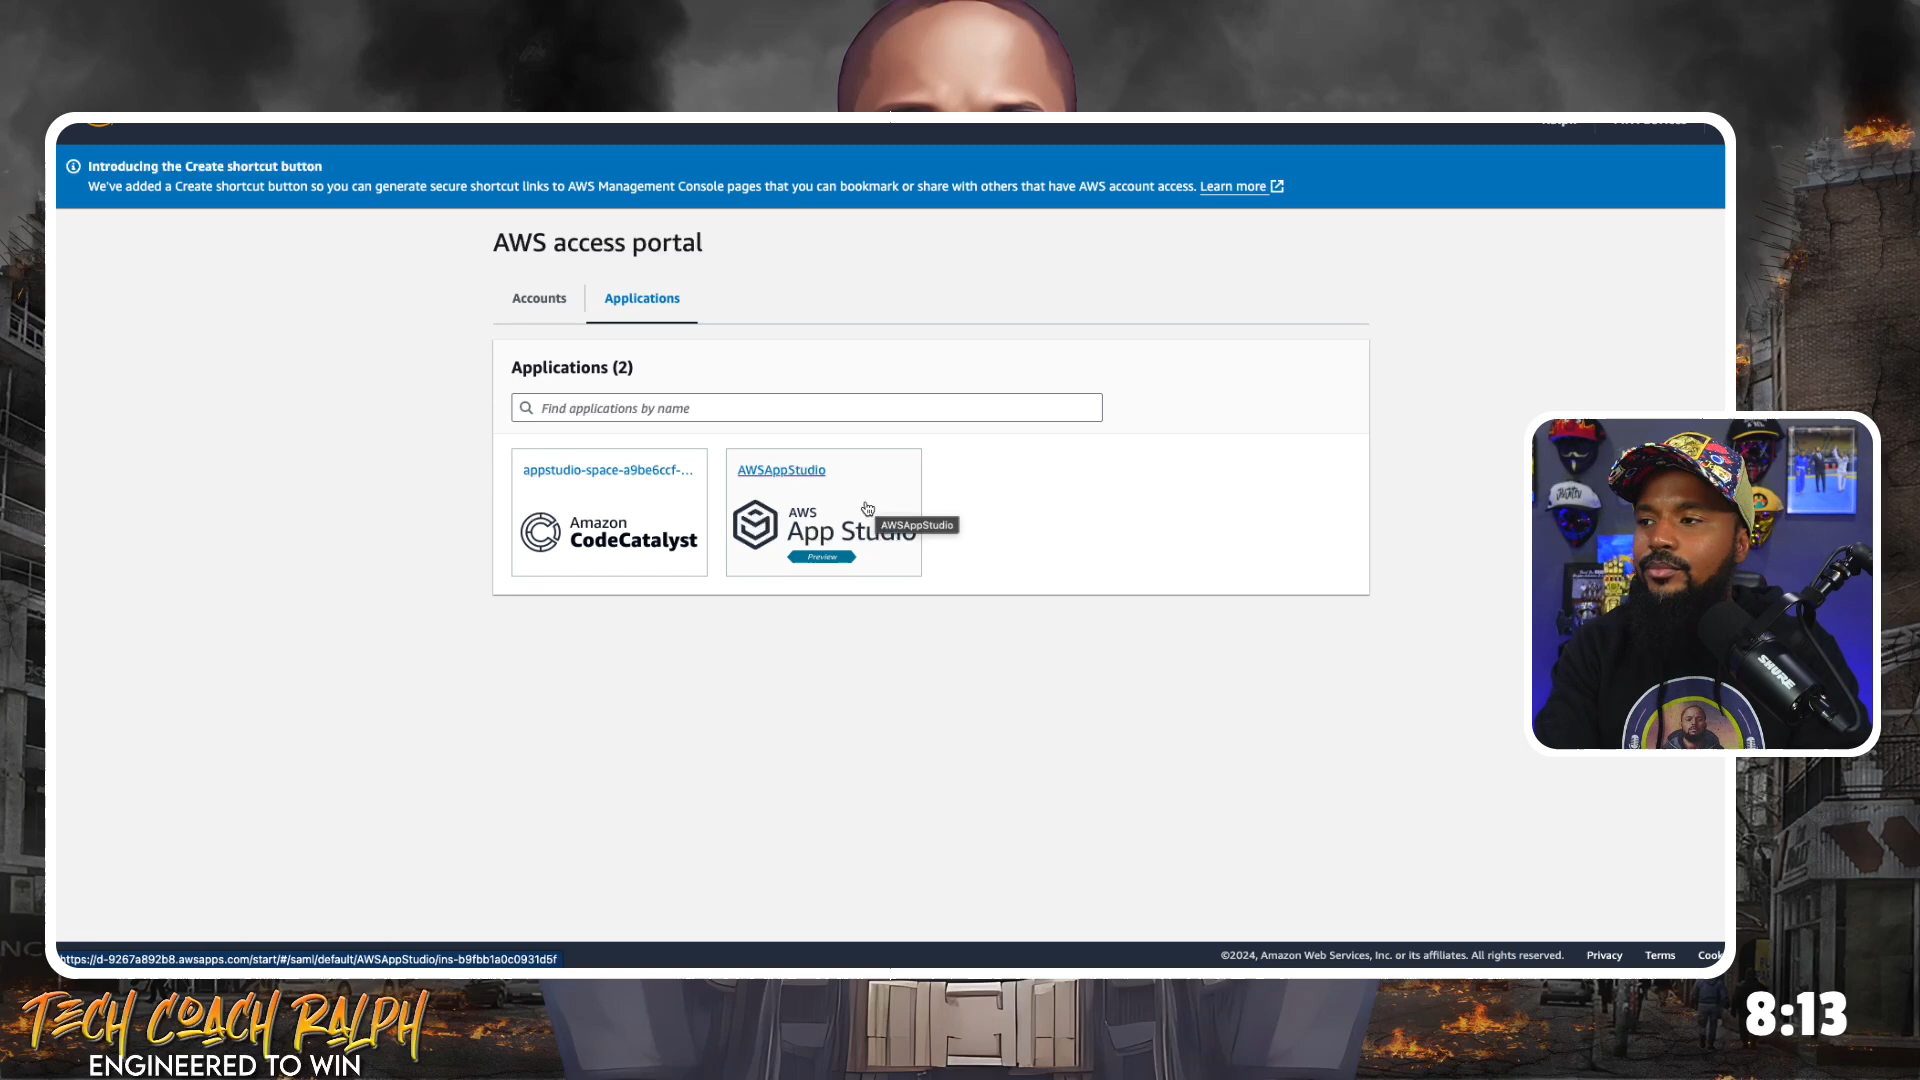 Introducing the Create shortcut button
We've added a Create shortcut button so you can generate secure shortcut links to AWS Management Console pages that you can bookmark or share with others that have AWS account access. Learn more
AWS access portal
Accounts
Applications
Applications (2)
Find applications by name
appstudio-space-a9be6ccf-...
AWSAppStudio
Amazon
CodeCatalyst
AWS
App Studio
Preview
AWSAppStudio
SHURE
https://d-9267a892b8.awsapps.com/start/#/saml/default/AWSAppStudio/ins-b9fbb1a0c0931d5f
©2024, Amazon Web Services, Inc. or its affiliates. All rights reserved.
Privacy
Terms
Cook
TECH COACH RALPH
ENGINEERED TO WIN
8:13